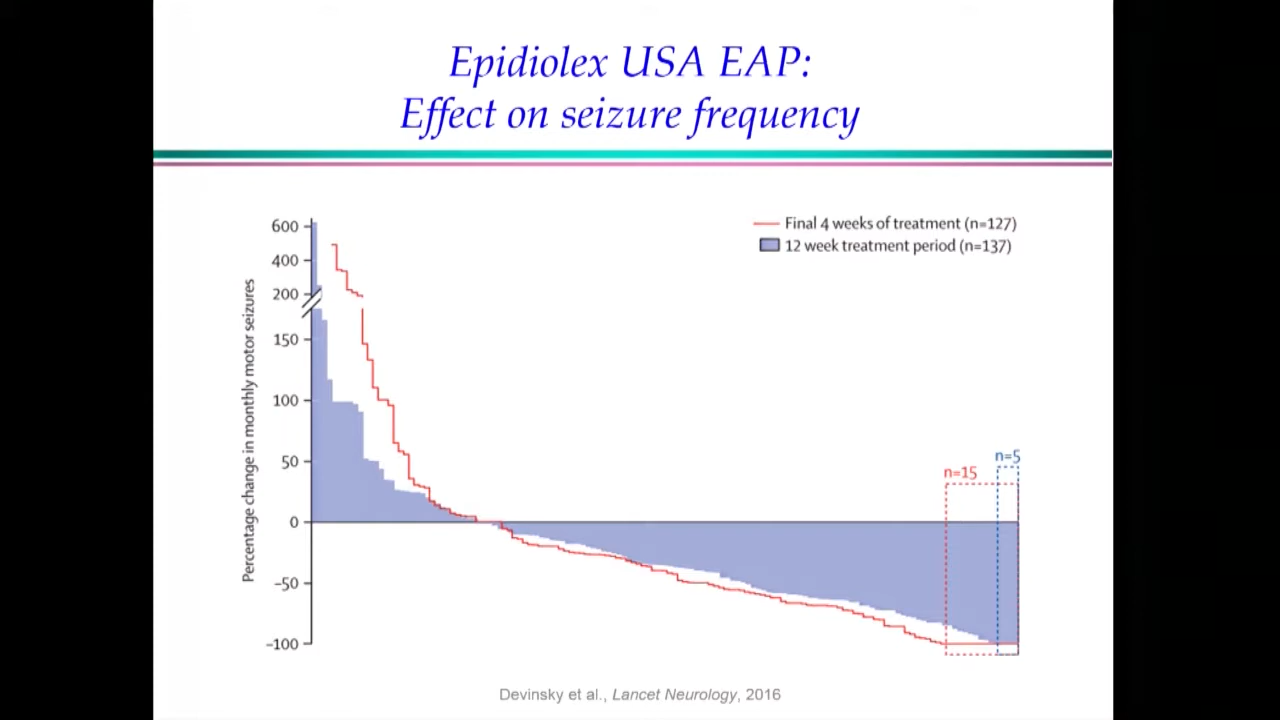 Epidiolex USA EAP:
Effect on seizure frequency
Final 4 weeks of treatment (n=127)
12 week treatment period (n=137)
Percentage change in monthly motor seizures
600
400
200
150
100
50
0
−50
−100
n=5
n=15
Devinsky et al., Lancet Neurology, 2016